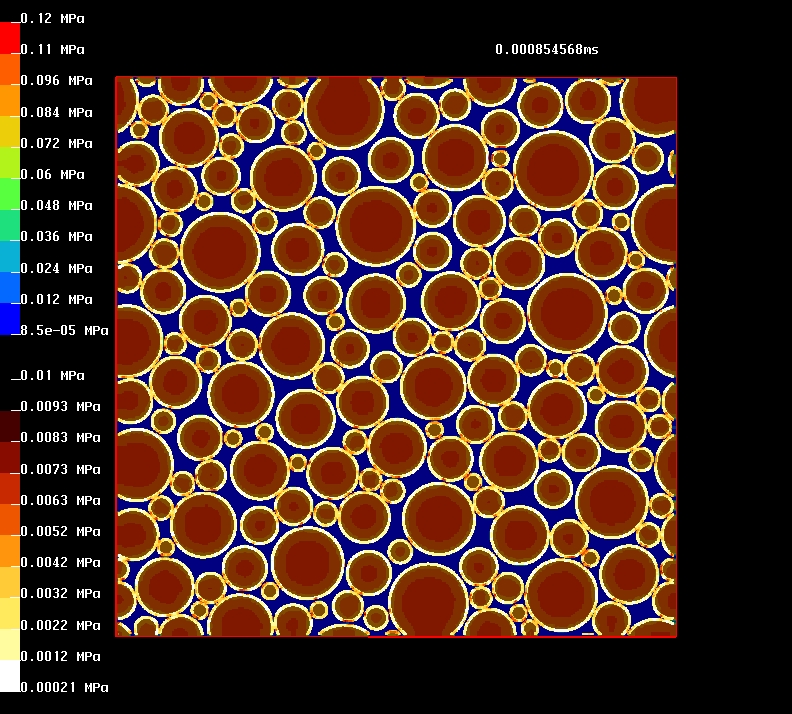 0.12 MPa
0.000854568ms
0.11 MPa
0.096 MPa
0.084 MPa
0.072 MPa
0.06 MPa
0.048 MPa
0.036 MPa
0.024 MPa
0.012 MPa
8.5e-05 MPa
0.01 MPa
0.0093 MPa
0.0083 MPa
0.0073 MPa
0.0063 MPa
0.0052 MPa
0.0042 MPa
0.0032 MPa
0.0022 MPa
0.0012 MPa
0.00021 MPa